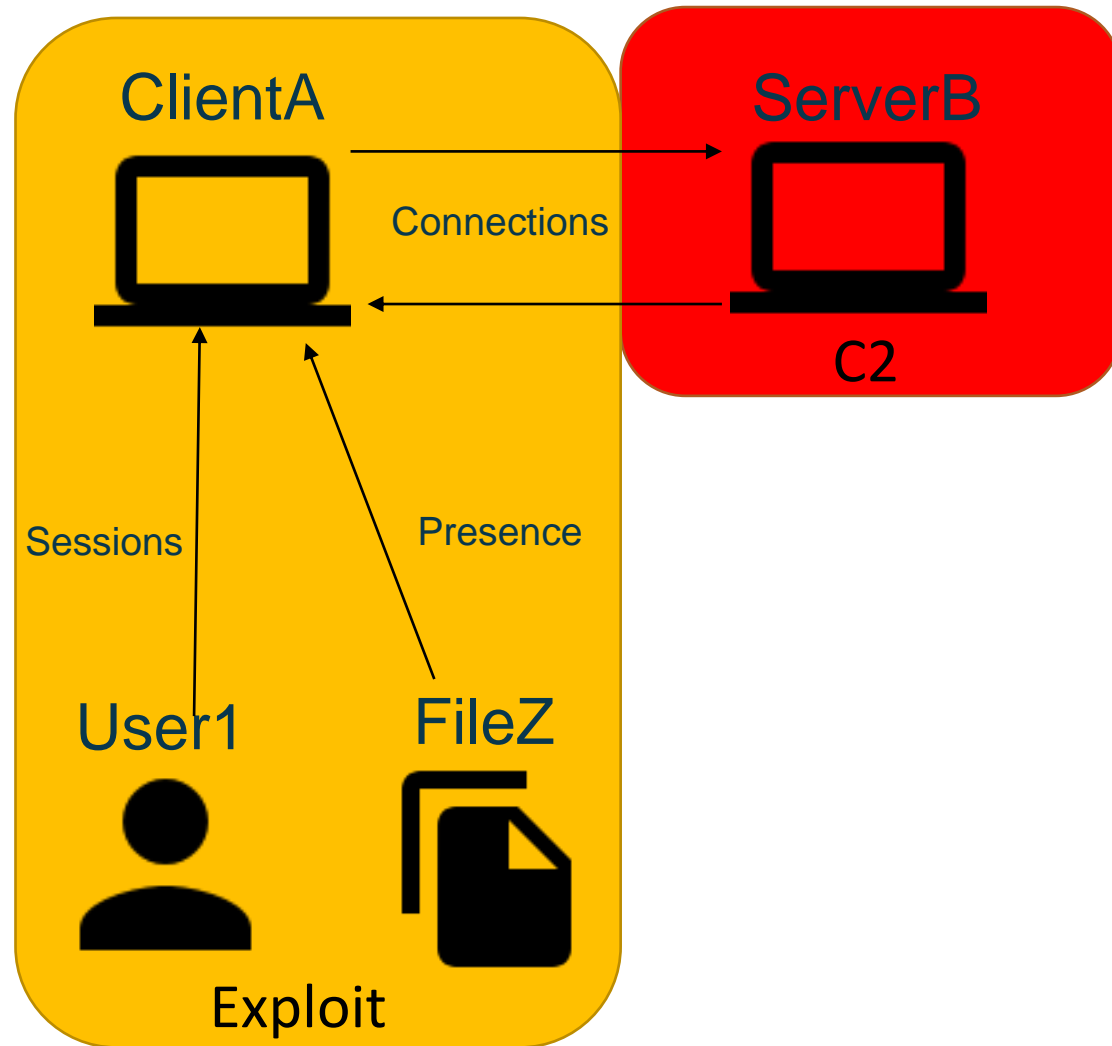 ClientA
ServerB
Connections
C2
Sessions
Presence
User1
FileZ
Exploit